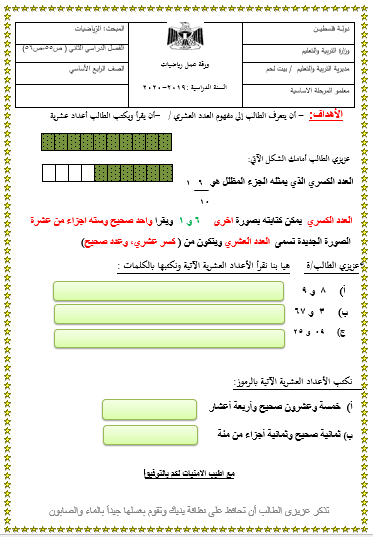 دولـة فلسطيـن
وزارة التربية والتعليم
مديرية التربية والتعليم / بيت لحم
معلمو المرحلة الاساسية
ورقة عمل رياضيات
السنة الدراسية :٢٠١٩-٢٠٢٠
المبحث: الرياضيات
الفصل الدراسي الثاني ( ص٥٥،ص٥٦)
الصف الرابع الأساسي
الأهداف: - أن يتعرف الطالب إلى مفهوم العدد العشري / -أن يقرأ ويكتب الطالب أعداد عشرية
عزيزي الطالب أمامك الشكل الآتي:
العدد الكسري الذي يمثله الجزء المظلل هو ٦ ١
١٠
العدد الكسري يمكن كتابته بصورة اخرى ٦ و ١ ويقرا واحد صحيح وسته اجزاء من عشرة
الصورة الجديدة تسمى العدد العشري ويتكون من ( كسر عشري، وعدد صحيح)
عزيزي الطالب/ة هيا بنا نقرأ الأعداد العشرية الآتية ونكتبها بالكلمات :
أ) ٨ و ٩
ب) ٣ و ٦٧
ج) ٠٩ و ٢٥
نكتب الأعداد العشرية الآتية بالرموز:
أ) خمسة وعشرون صحيح وأربعة أعشار
ب) ثمانية صحيح وثمانية أجزاء من مئة
مع اطيب الامنيات لكم بالتوفيق
تذكر عزيزي الطالب أن تحافظ على نظافة يديك وتقوم بغسلها جيداً بالماء والصابون